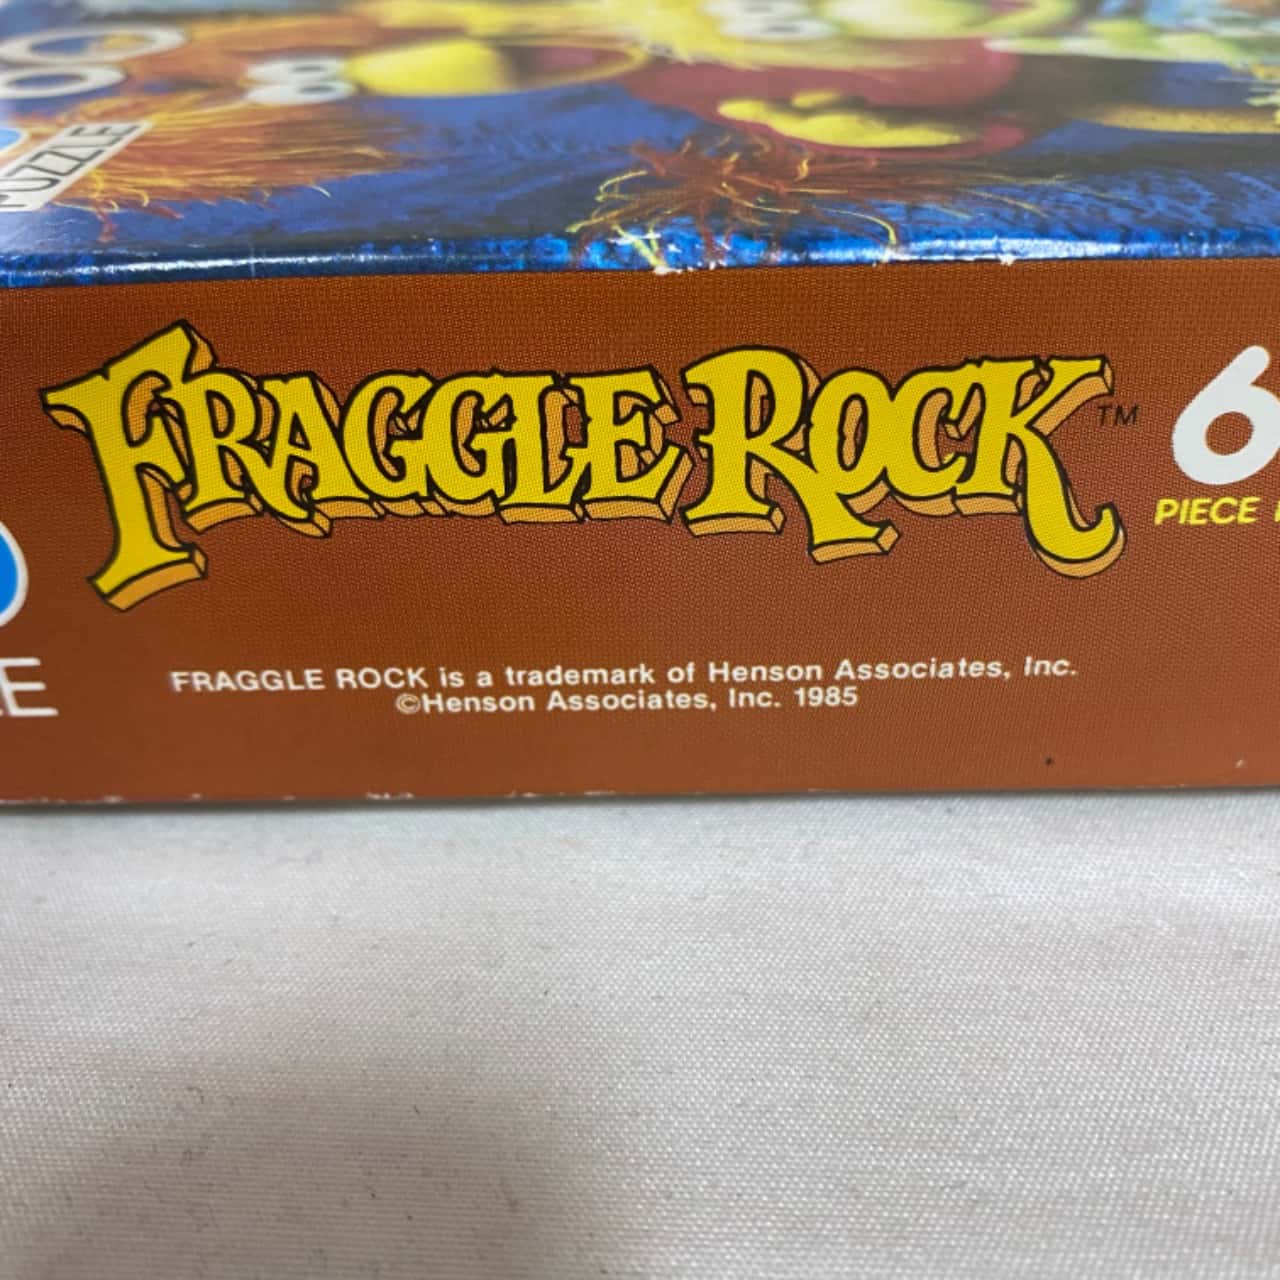 PUZZLE
FRAGGLE ROCK™
6
PIECE
FRAGGLE ROCK is a trademark of Henson Associates, Inc.
©Henson Associates, Inc. 1985